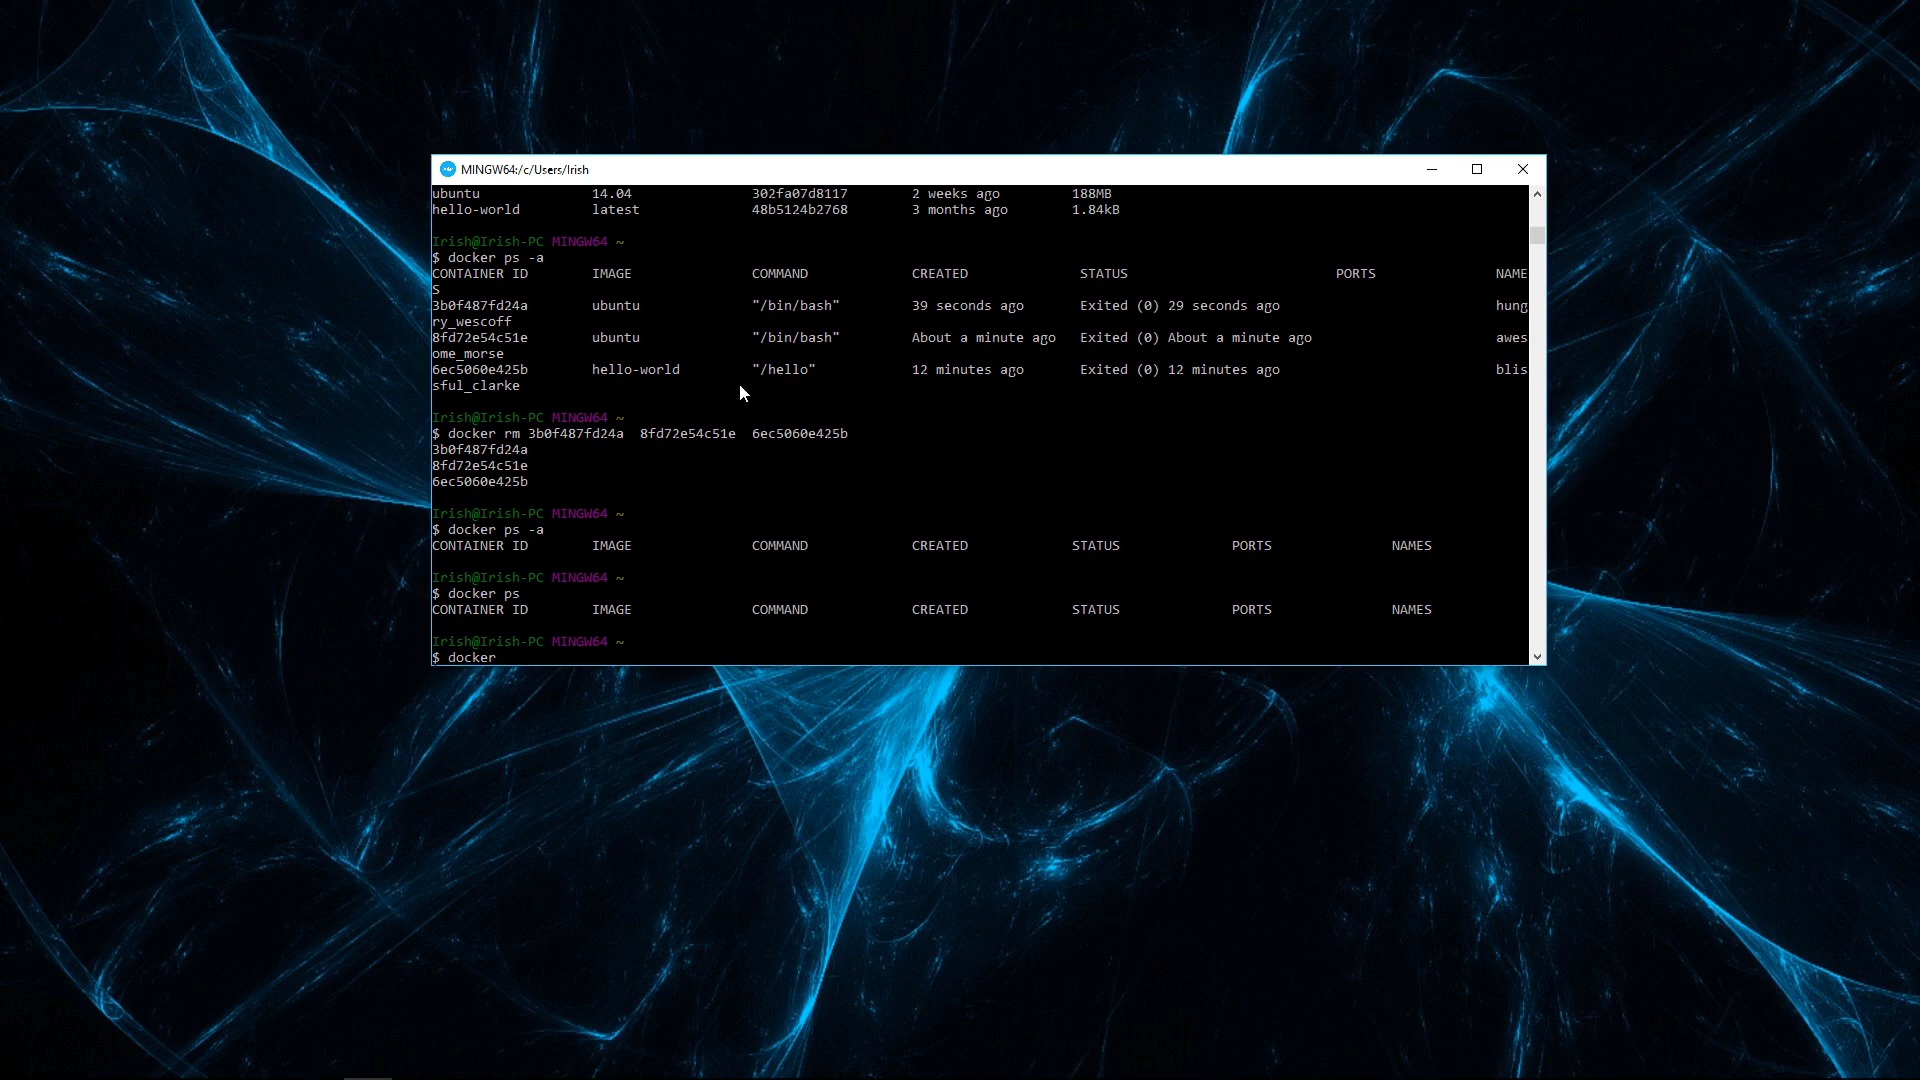 MINGW64:/c/Users/Irish
ubuntu 14.04 302fa07d8117 2 weeks ago 188MB
hello-world latest 48b5124b2768 3 months ago 1.84kB
Irish@Irish-PC MINGW64 ~
$ docker ps -a
CONTAINER ID IMAGE COMMAND CREATED STATUS PORTS NAME
S
3b0f487fd24a ubuntu "/bin/bash" 39 seconds ago Exited (0) 29 seconds ago hung
ry_wescoff
8fd72e54c51e ubuntu "/bin/bash" About a minute ago Exited (0) About a minute ago awes
ome_morse
6ec5060e425b hello-world "/hello" 12 minutes ago Exited (0) 12 minutes ago blis
sful_clarke
Irish@Irish-PC MINGW64 ~
$ docker rm 3b0f487fd24a 8fd72e54c51e 6ec5060e425b
3b0f487fd24a
8fd72e54c51e
6ec5060e425b
Irish@Irish-PC MINGW64 ~
$ docker ps -a
CONTAINER ID IMAGE COMMAND CREATED STATUS PORTS NAMES
Irish@Irish-PC MINGW64 ~
$ docker ps
CONTAINER ID IMAGE COMMAND CREATED STATUS PORTS NAMES
Irish@Irish-PC MINGW64 ~
$ docker